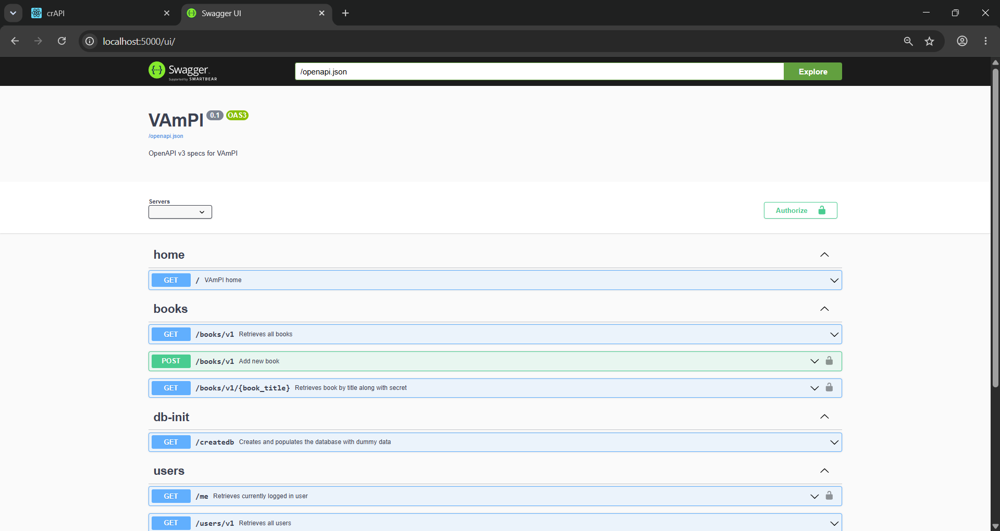 crAPI
Swagger UI
localhost:5000/ui/
Swagger
Supported by SMARTBEAR
/openapi.json
Explore
VAmPI 0.1 OAS3
/openapi.json
OpenAPI v3 specs for VAmPI
Servers
Authorize
home
GET / VAmPI home
books
GET /books/v1 Retrieves all books
POST /books/v1 Add new book
GET /books/v1/{book_title} Retrieves book by title along with secret
db-init
GET /createdb Creates and populates the database with dummy data
users
GET /me Retrieves currently logged in user
GET /users/v1 Retrieves all users